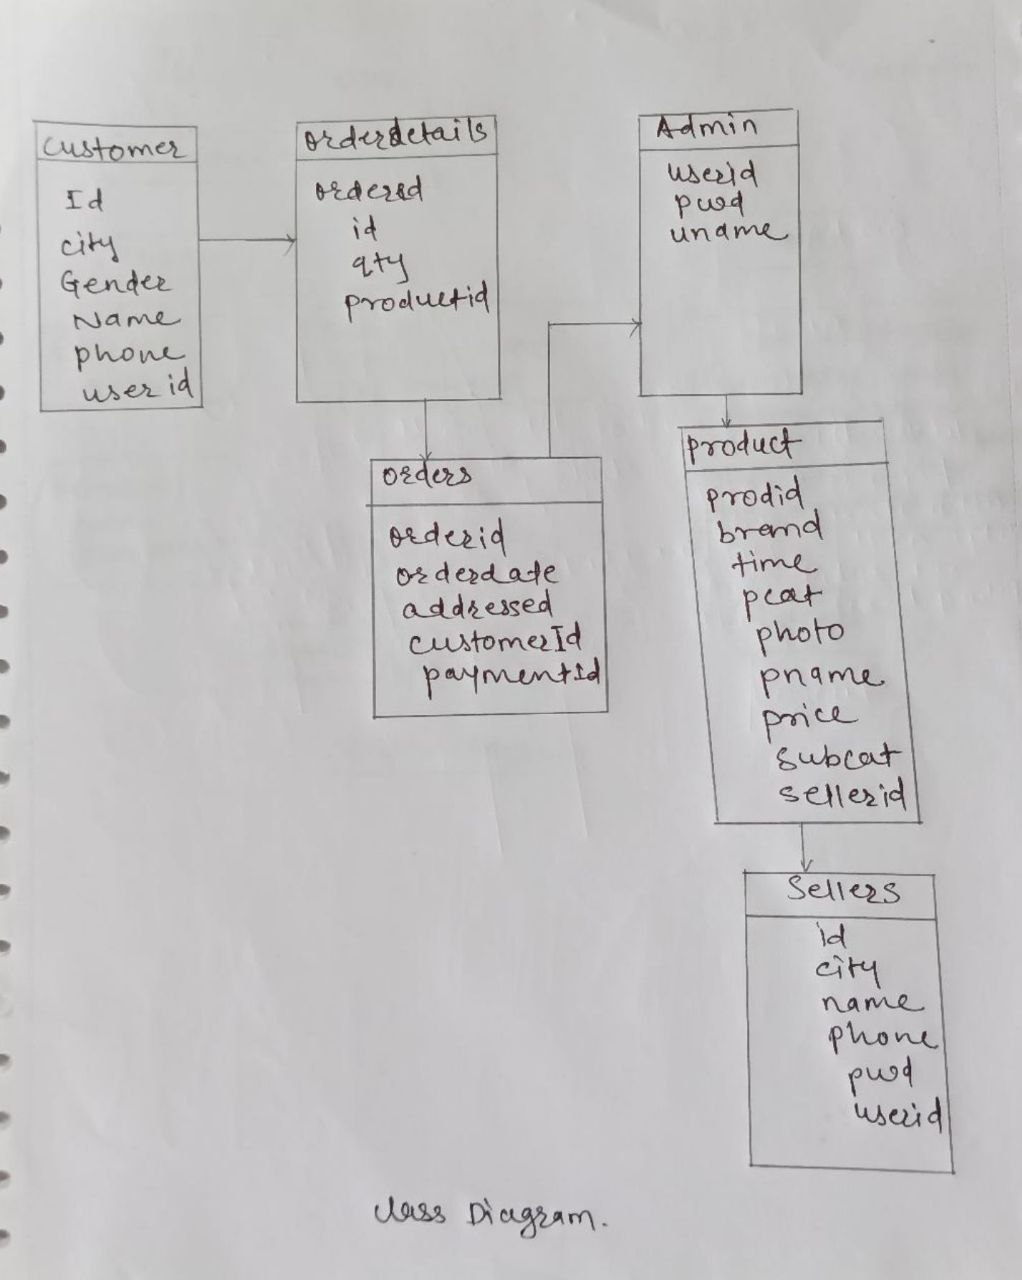 Customer
Id
city
Gender
Name
phone
user id
orderdetails
orderid
id
qty
productid
Admin
userid
pwd
uname
orders
orderid
orderdate
addressed
customerId
paymentId
product
prodid
brand
time
pcat
photo
pname
price
subcat
sellerid
Sellers
id
city
name
phone
pwd
userid
class Diagram.